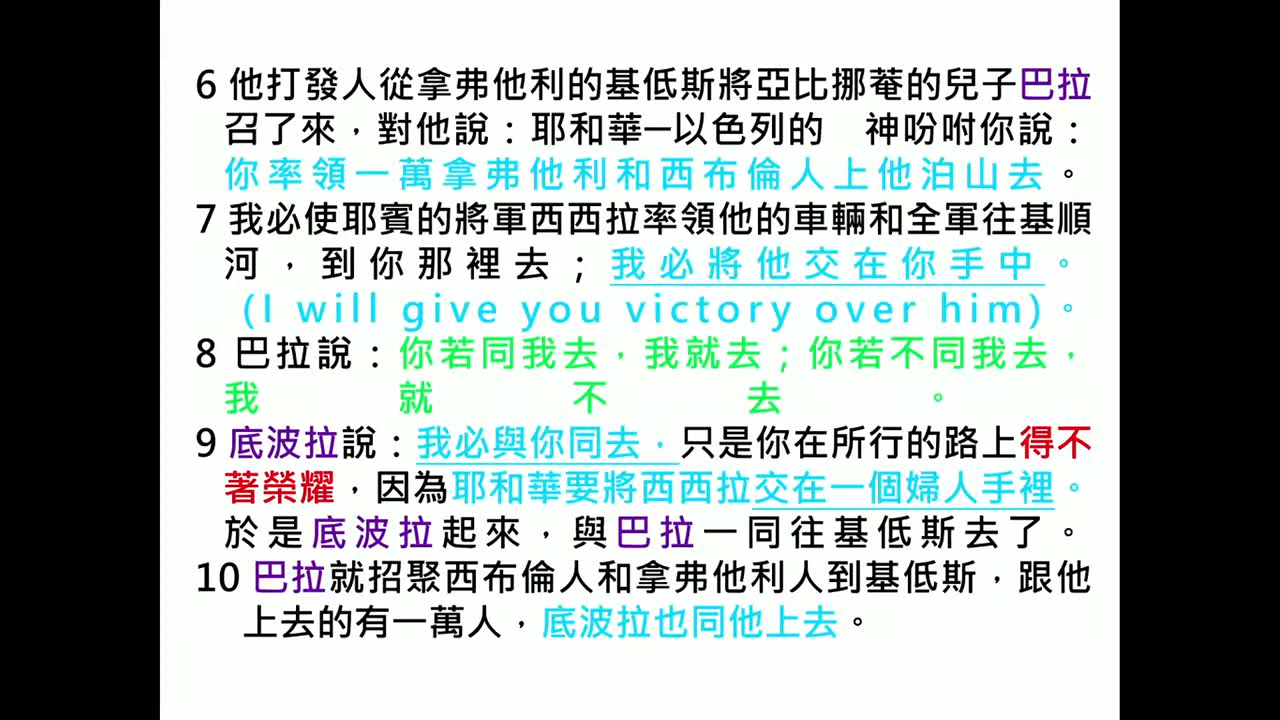 6 他打發人從拿弗他利的基低斯將亞比挪菴的兒子巴拉
召了來，對他說：耶和華─以色列的　神吩咐你說：
你率領一萬拿弗他利和西布倫人上他泊山去。
7 我必使耶賓的將軍西西拉率領他的車輛和全軍往基順
河，到你那裡去；我必將他交在你手中。
(I will give you victory over him)。
8 巴拉說：你若同我去，我就去；你若不同我去，
我就不去。
9 底波拉說：我必與你同去，只是你在所行的路上得不
著榮耀，因為耶和華要將西西拉交在一個婦人手裡。
於是底波拉起來，與巴拉一同往基低斯去了。
10 巴拉就招聚西布倫人和拿弗他利人到基低斯，跟他
上去的有一萬人，底波拉也同他上去。